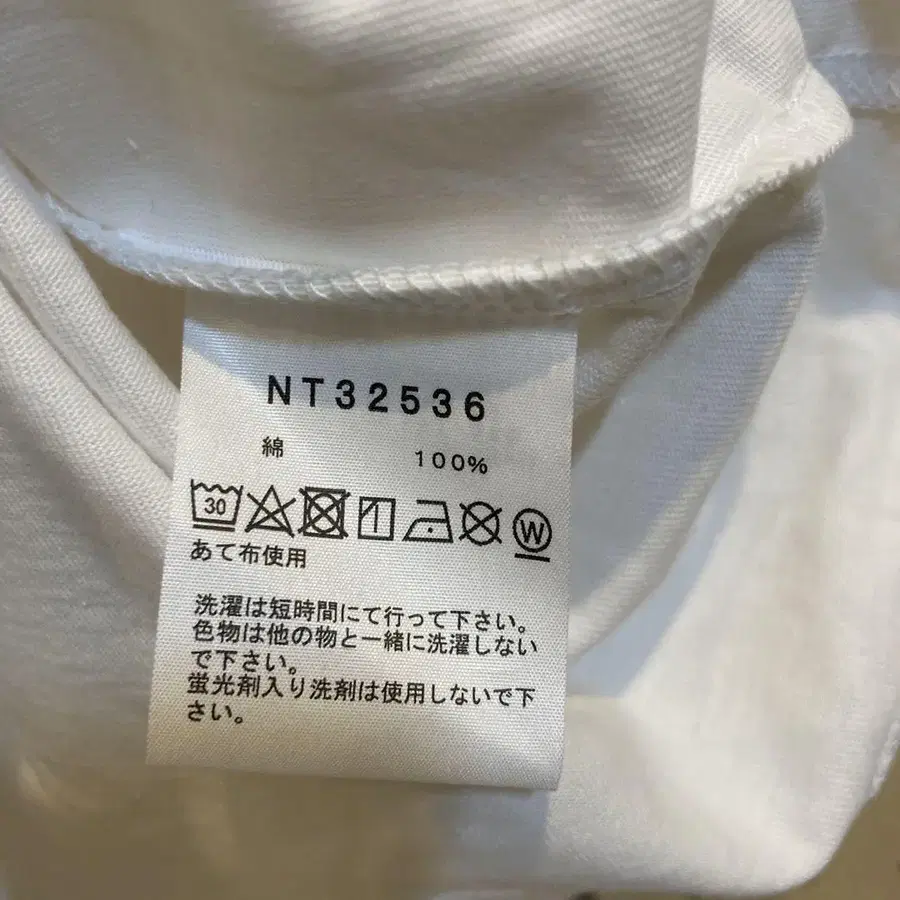 NT32536
綿 100%
30
W
あて布使用
洗濯は短時間にて行って下さい。
色物は他の物と一緒に洗濯しない
で下さい。
蛍光剤入り洗剤は使用しないで下
さい。